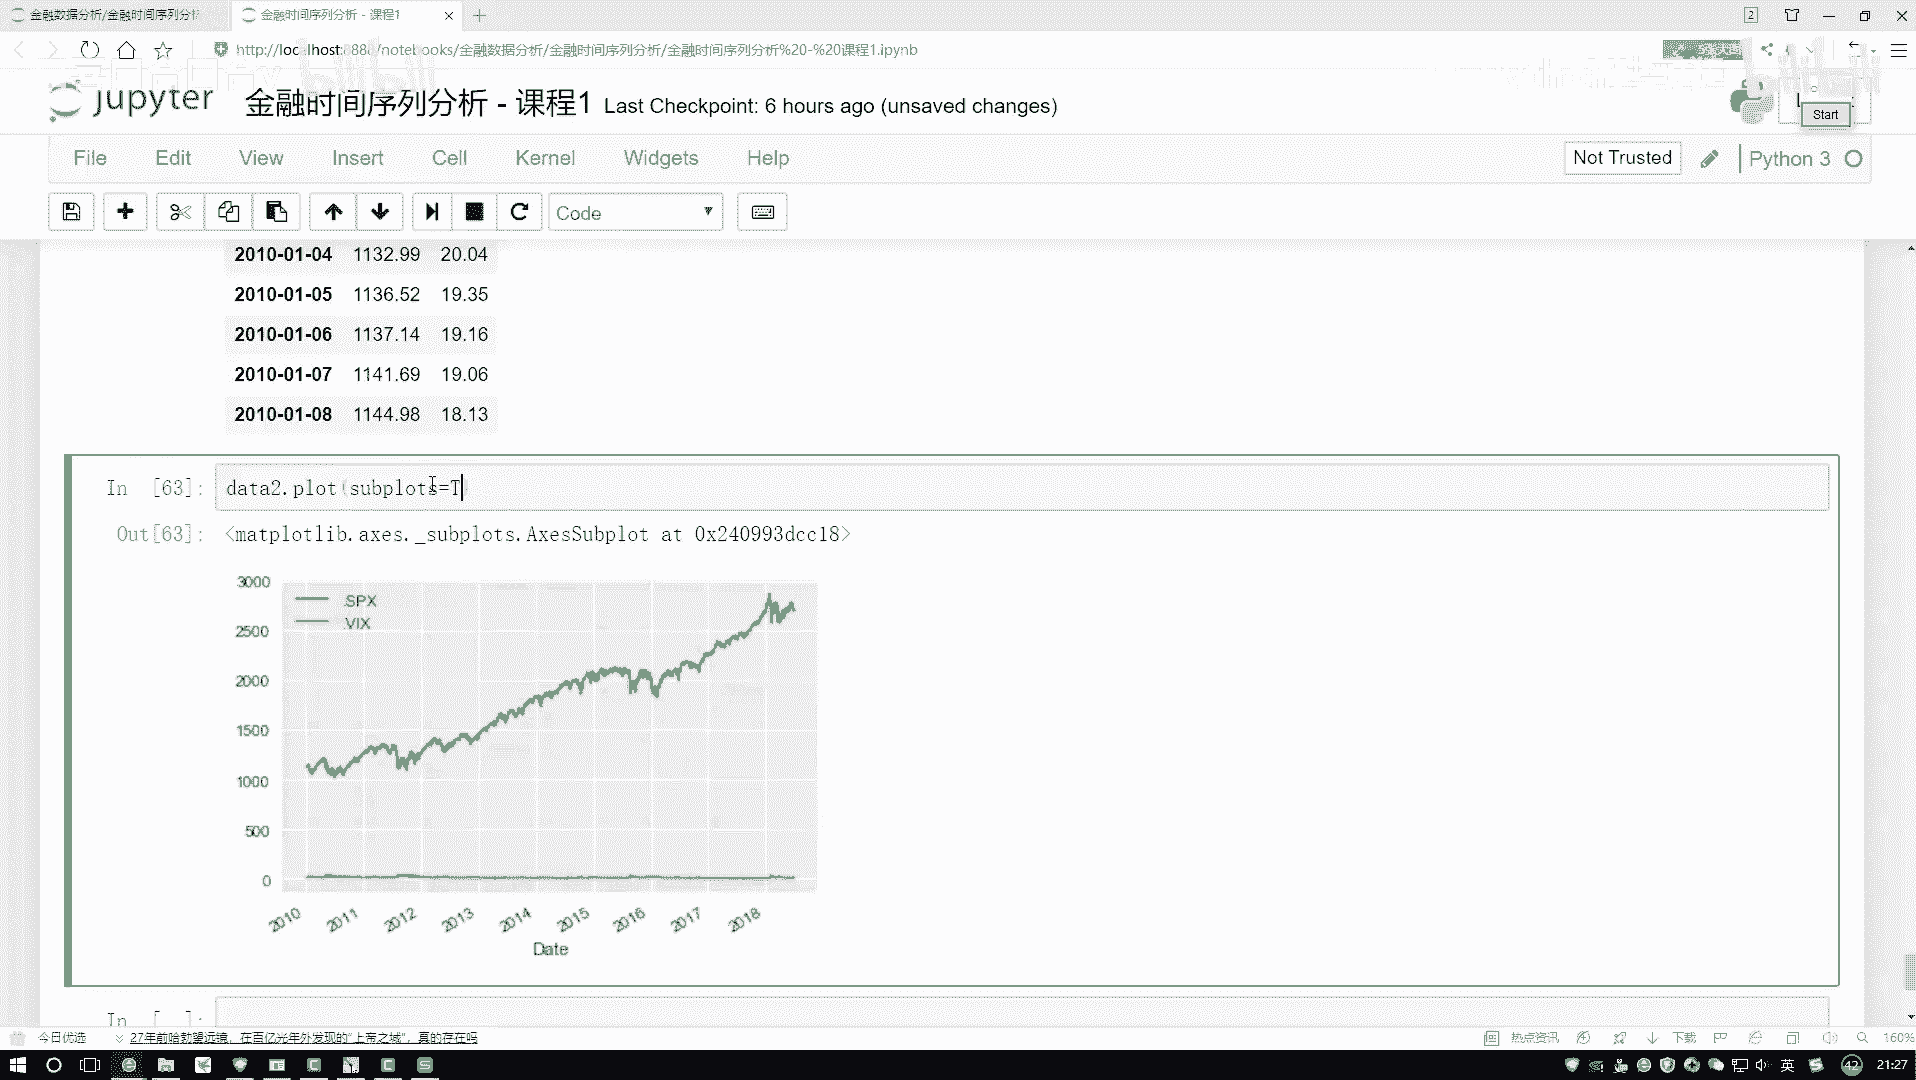 金融数据分析/金融时间序列分
金融时间序列分析 - 课程1
2
http://localhost:8888/notebooks/金融数据分析/金融时间序列分析/金融时间序列分析%20-%20课程1.ipynb
bilibili
bilibili
jupyter 金融时间序列分析 - 课程1 Last Checkpoint: 6 hours ago (unsaved changes)
Start
File Edit View Insert Cell Kernel Widgets Help
Not Trusted
Python 3
Code
2010-01-04 1132.99 20.04
2010-01-05 1136.52 19.35
2010-01-06 1137.14 19.16
2010-01-07 1141.69 19.06
2010-01-08 1144.98 18.13
In [63]: data2.plot(subplots=T)
Out[63]: <matplotlib.axes._subplots.AxesSubplot at 0x240993dcc18>
3000
SPX
VIX
2500
2000
1500
1000
500
0
2010 2011 2012 2013 2014 2015 2016 2017 2018
Date
In [ ]:
今日优选
27年前哈勃望远镜，在百亿光年外发现的"上帝之城"，真的存在吗
热点资讯
下载
160%
英
42
21:27